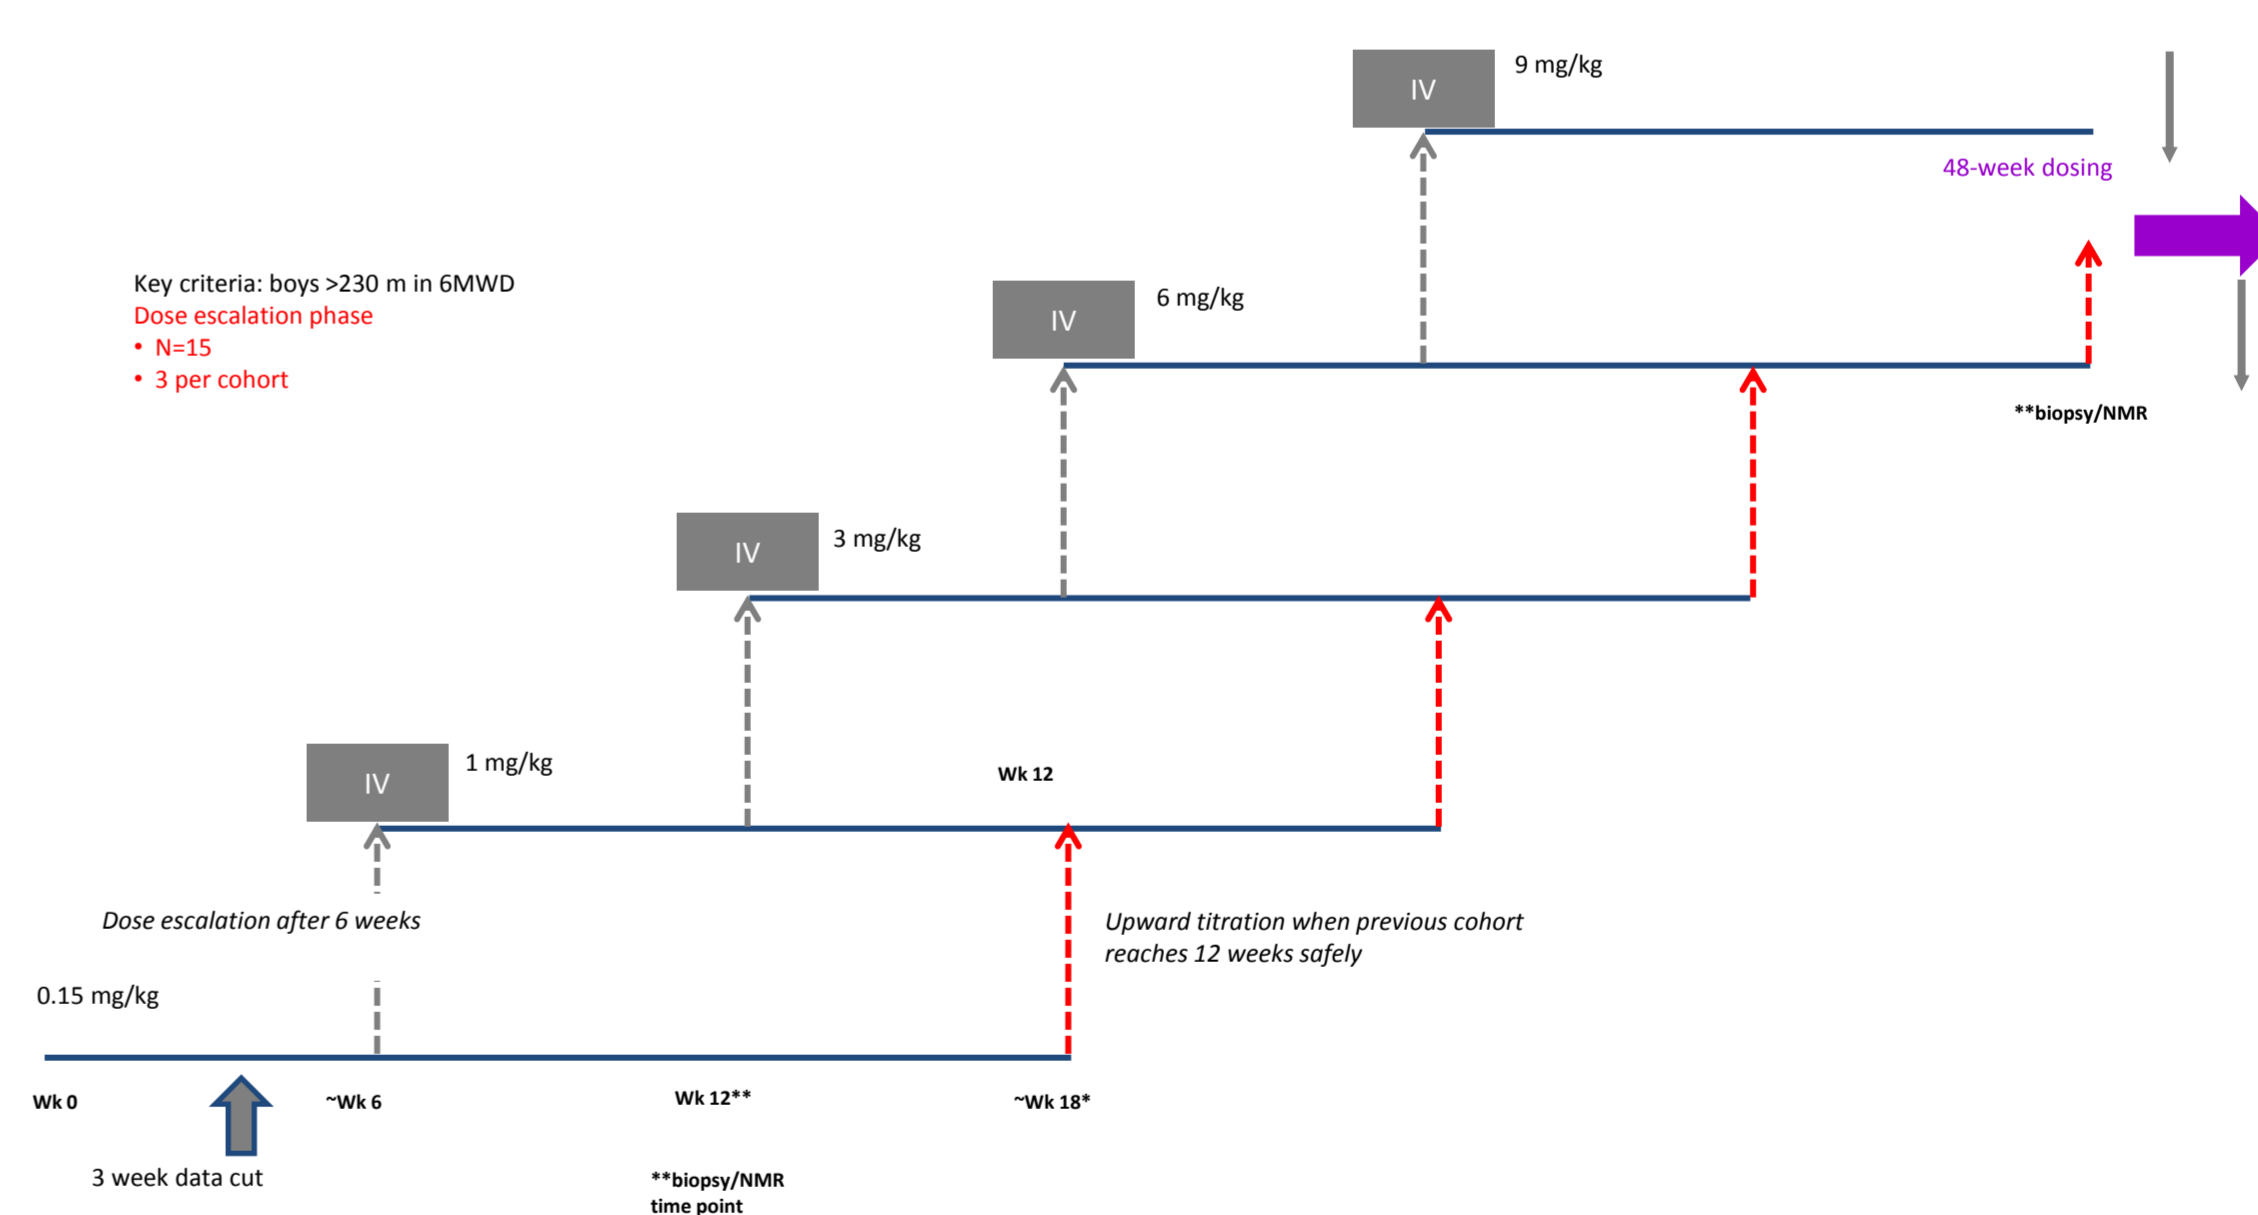 IV
9 mg/kg
48-week dosing
Key criteria: boys >230 m in 6MWD
Dose escalation phase
• N=15
• 3 per cohort
IV
6 mg/kg
**biopsy/NMR
IV
3 mg/kg
IV
1 mg/kg
Wk 12
Dose escalation after 6 weeks
Upward titration when previous cohort
reaches 12 weeks safely
0.15 mg/kg
Wk 0
~Wk 6
Wk 12**
~Wk 18*
3 week data cut
**biopsy/NMR
time point